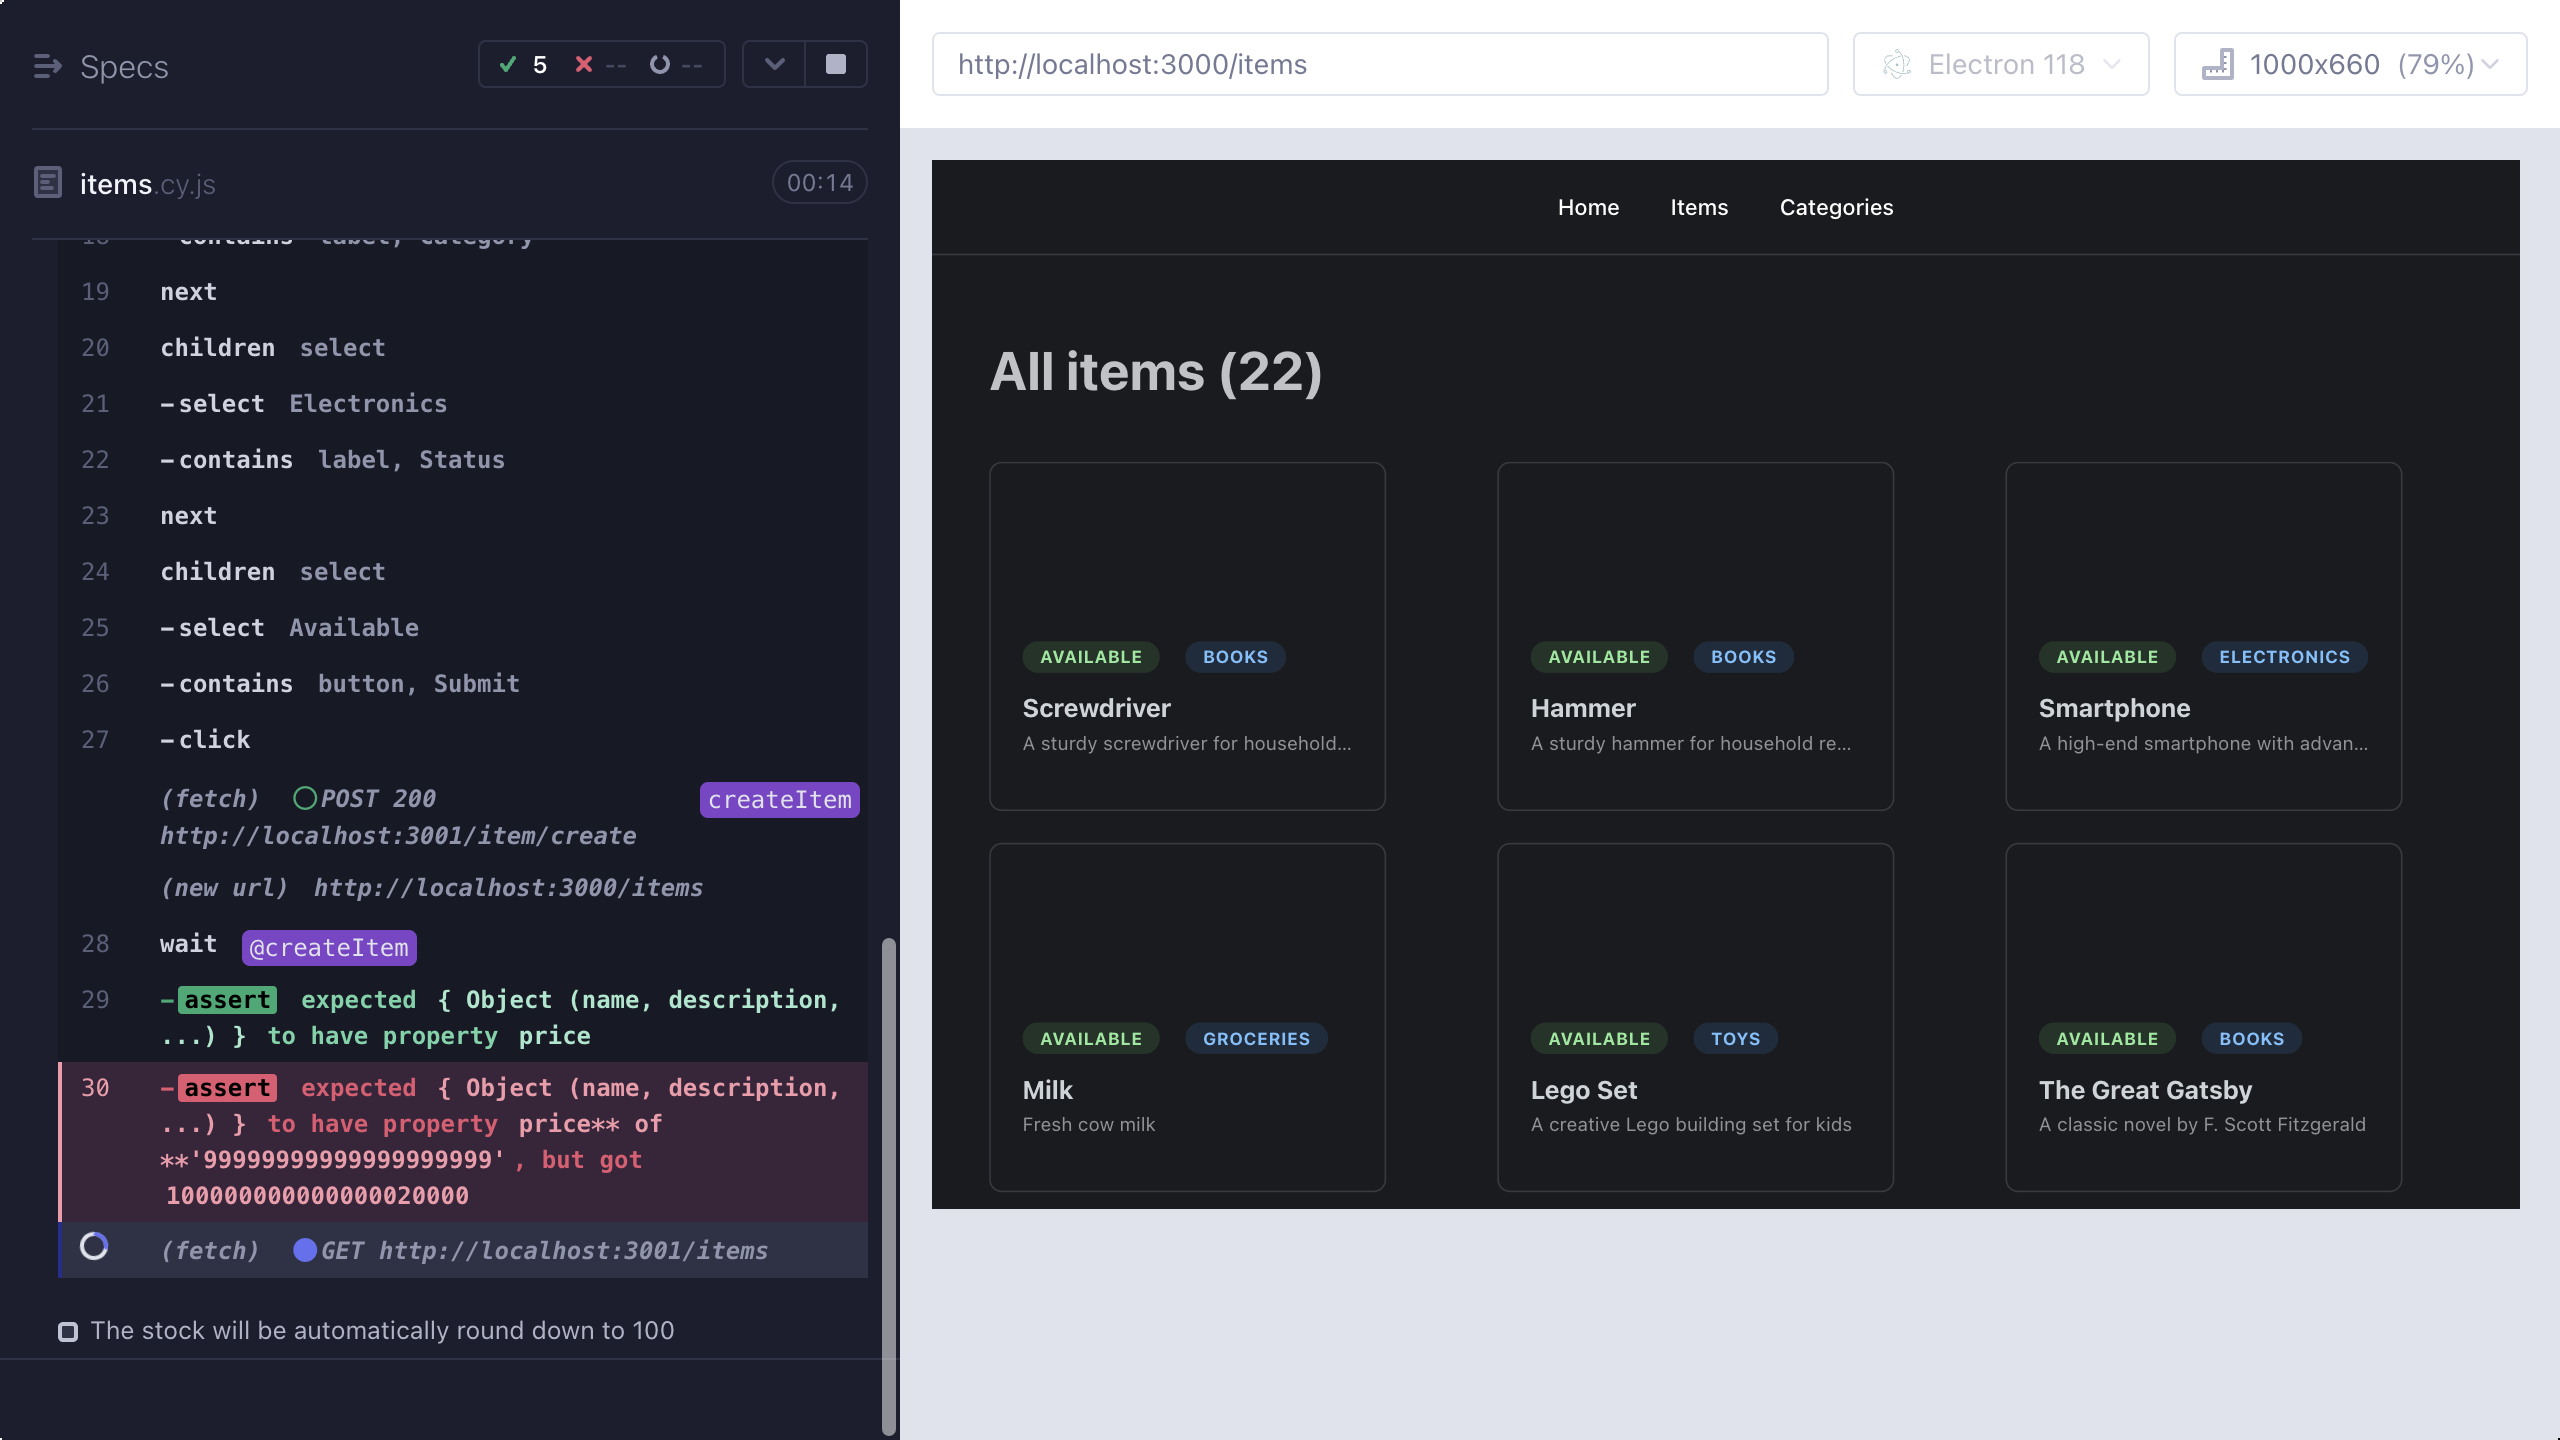 Specs
5 -- --
items.cy.js 00:14
18 -contains label, Category
19 next
20 children select
21 -select Electronics
22 -contains label, Status
23 next
24 children select
25 -select Available
26 -contains button, Submit
27 -click
(fetch) POST 200 createItem
http://localhost:3001/item/create
(new url) http://localhost:3000/items
28 wait @createItem
29 -assert expected { Object (name, description,
...) } to have property price
30 -assert expected { Object (name, description,
...) } to have property price** of
**'99999999999999999999', but got
100000000000000020000
(fetch) GET http://localhost:3001/items
The stock will be automatically round down to 100
http://localhost:3000/items
Electron 118
1000x660 (79%)
Home Items Categories
All items (22)
AVAILABLE BOOKS
Screwdriver
A sturdy screwdriver for household...
AVAILABLE BOOKS
Hammer
A sturdy hammer for household re...
AVAILABLE ELECTRONICS
Smartphone
A high-end smartphone with advan...
AVAILABLE GROCERIES
Milk
Fresh cow milk
AVAILABLE TOYS
Lego Set
A creative Lego building set for kids
AVAILABLE BOOKS
The Great Gatsby
A classic novel by F. Scott Fitzgerald